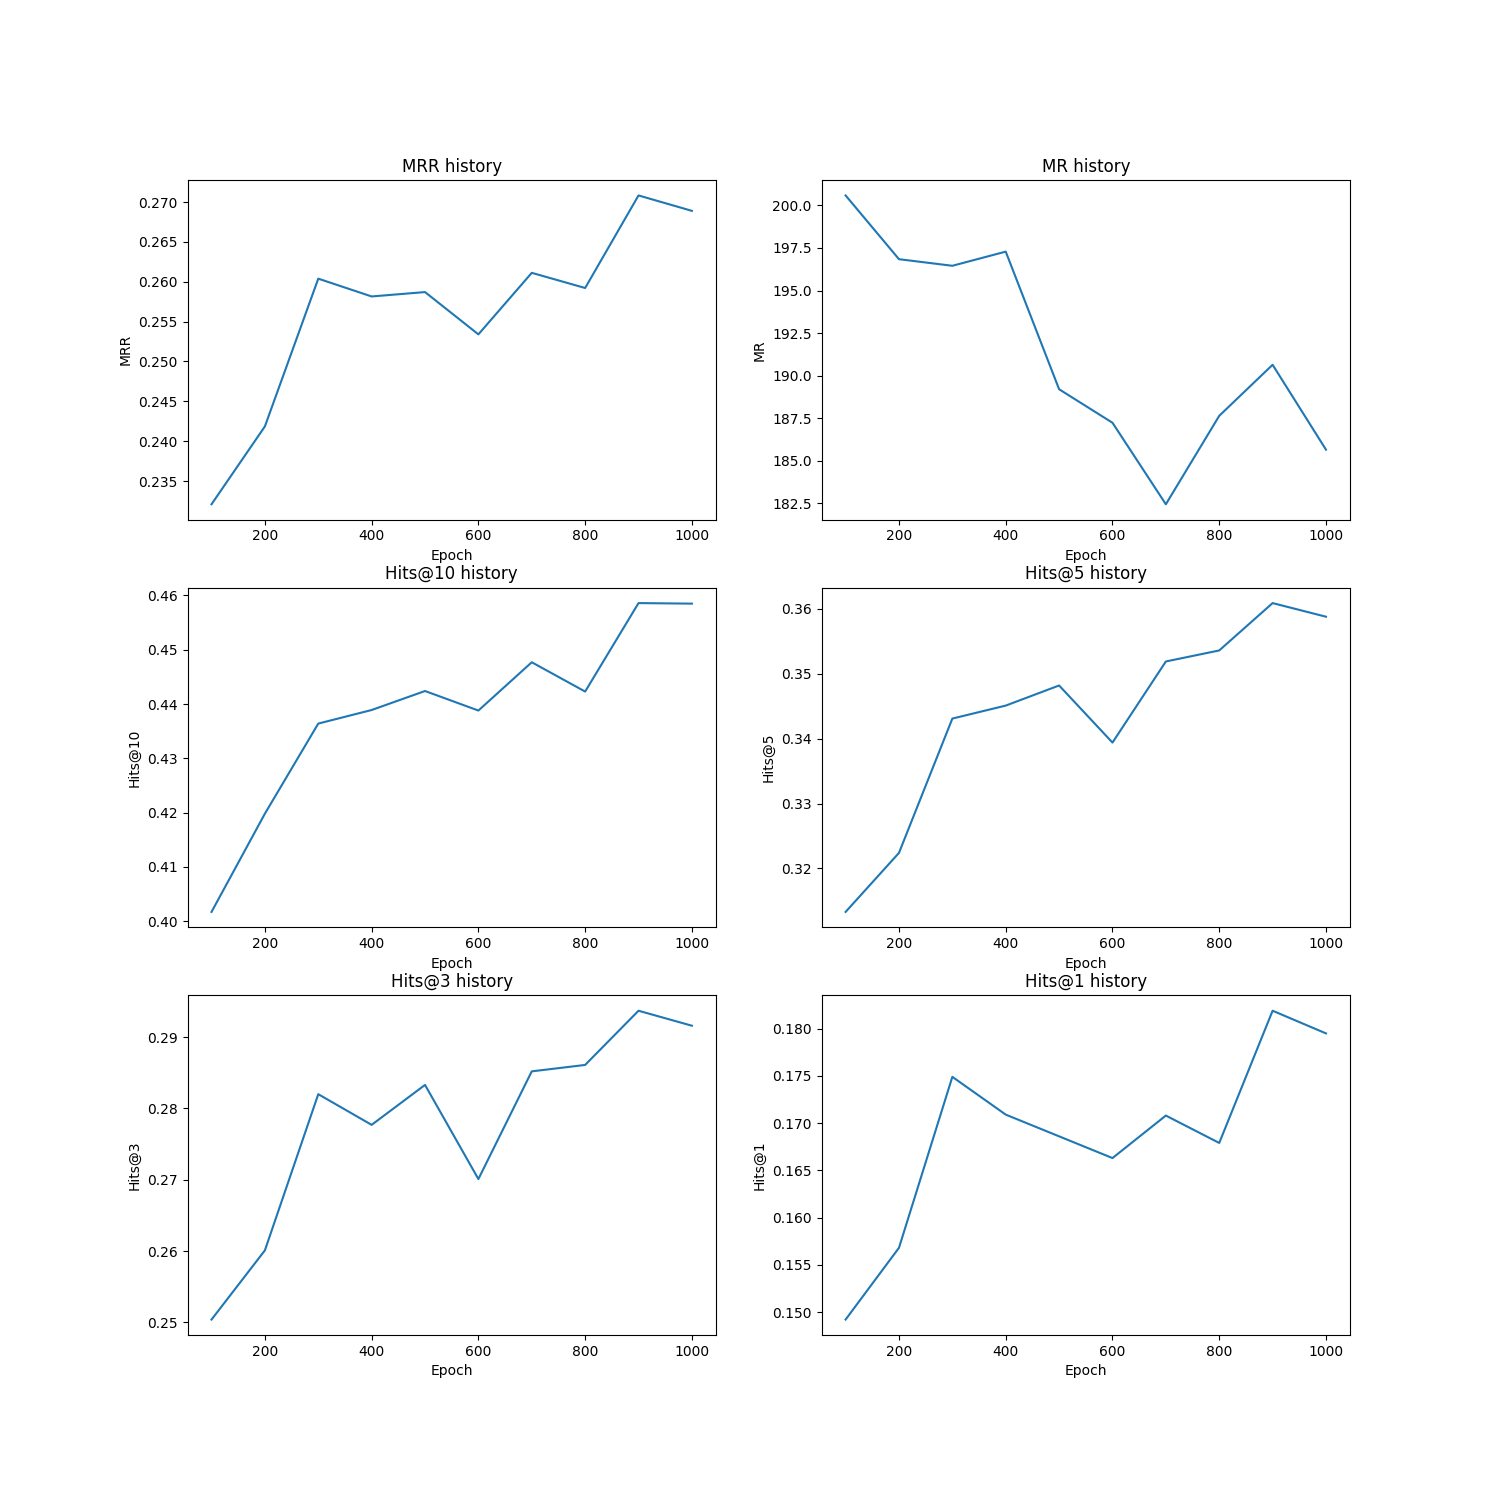 MRR history
0.270
0.265
0.260
0.255
0.250
0.245
0.240
0.235
MRR
200 400 600 800 1000
Epoch
MR history
200.0
197.5
195.0
192.5
190.0
187.5
185.0
182.5
MR
200 400 600 800 1000
Epoch
Hits@10 history
0.46
0.45
0.44
0.43
0.42
0.41
0.40
Hits@10
200 400 600 800 1000
Epoch
Hits@5 history
0.36
0.35
0.34
0.33
0.32
Hits@5
200 400 600 800 1000
Epoch
Hits@3 history
0.29
0.28
0.27
0.26
0.25
Hits@3
200 400 600 800 1000
Epoch
Hits@1 history
0.180
0.175
0.170
0.165
0.160
0.155
0.150
Hits@1
200 400 600 800 1000
Epoch